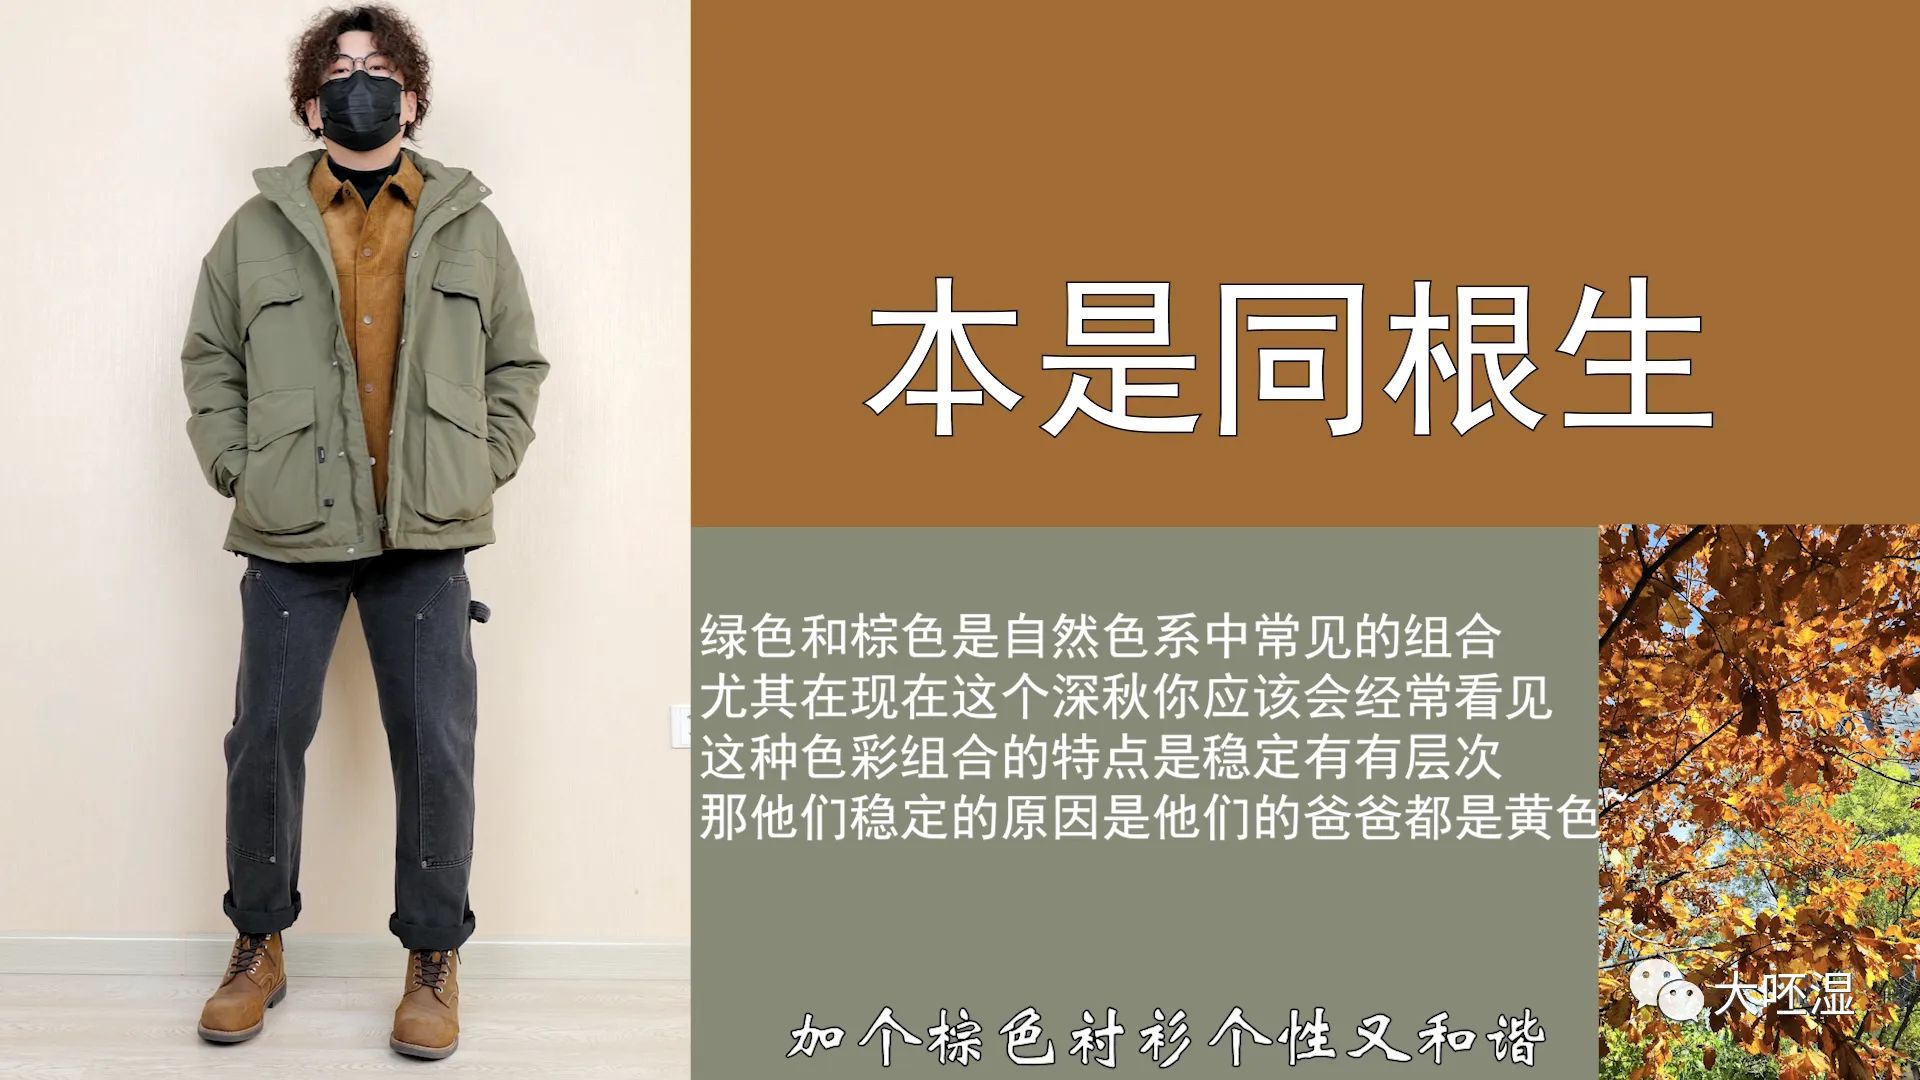 本是同根生
绿色和棕色是自然色系中常见的组合
尤其在现在这个深秋你应该会经常看见
这种色彩组合的特点是稳定有有层次
那他们稳定的原因是他们的爸爸都是黄色~
加个棕色衬衫个性又和谐
大呸湿